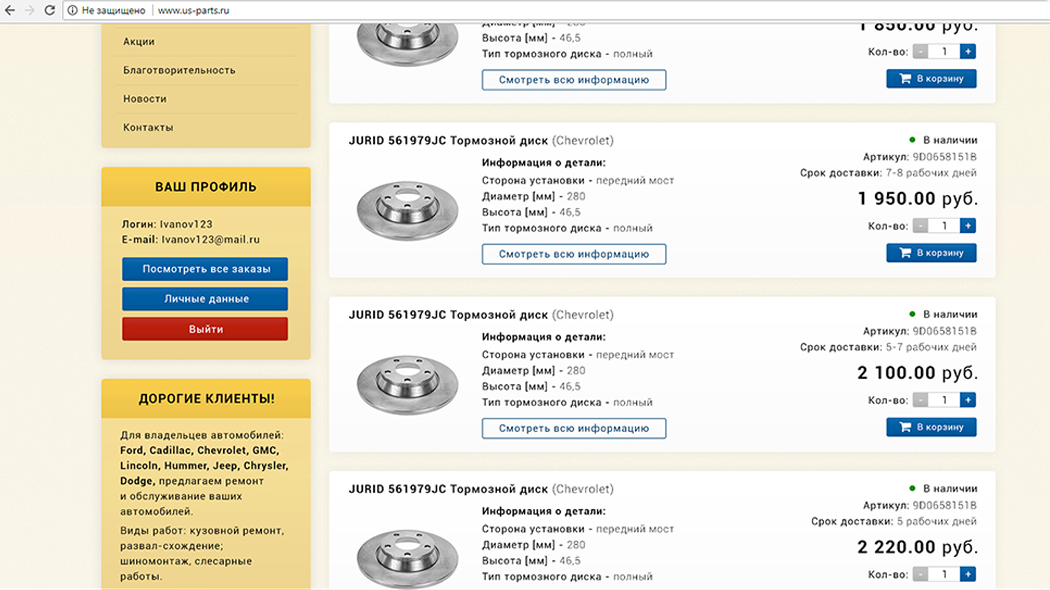 Не защищено www.us-parts.ru
Акции
Благотворительность
Новости
Контакты
ВАШ ПРОФИЛЬ
Логин: Ivanov123
E-mail: Ivanov123@mail.ru
Посмотреть все заказы
Личные данные
Выйти
ДОРОГИЕ КЛИЕНТЫ!
Для владельцев автомобилей:
Ford, Cadillac, Chevrolet, GMC,
Lincoln, Hummer, Jeep, Chrysler,
Dodge, предлагаем ремонт
и обслуживание ваших
автомобилей.
Виды работ: кузовной ремонт,
развал-схождение;
шиномонтаж, слесарные
работы.
Диаметр [мм] - 280
Высота [мм] - 46,5
Тип тормозного диска - полный
Смотреть всю информацию
1 850.00 руб.
Кол-во: - 1 +
В корзину
JURID 561979JC Тормозной диск (Chevrolet)
Информация о детали:
Сторона установки - передний мост
Диаметр [мм] - 280
Высота [мм] - 46,5
Тип тормозного диска - полный
Смотреть всю информацию
В наличии
Артикул: 9D0658151B
Срок доставки: 7-8 рабочих дней
1 950.00 руб.
Кол-во: - 1 +
В корзину
JURID 561979JC Тормозной диск (Chevrolet)
Информация о детали:
Сторона установки - передний мост
Диаметр [мм] - 280
Высота [мм] - 46,5
Тип тормозного диска - полный
Смотреть всю информацию
В наличии
Артикул: 9D0658151B
Срок доставки: 5-7 рабочих дней
2 100.00 руб.
Кол-во: - 1 +
В корзину
JURID 561979JC Тормозной диск (Chevrolet)
Информация о детали:
Сторона установки - передний мост
Диаметр [мм] - 280
Высота [мм] - 46,5
Тип тормозного диска - полный
В наличии
Артикул: 9D0658151B
Срок доставки: 5 рабочих дней
2 220.00 руб.
Кол-во: - 1 +